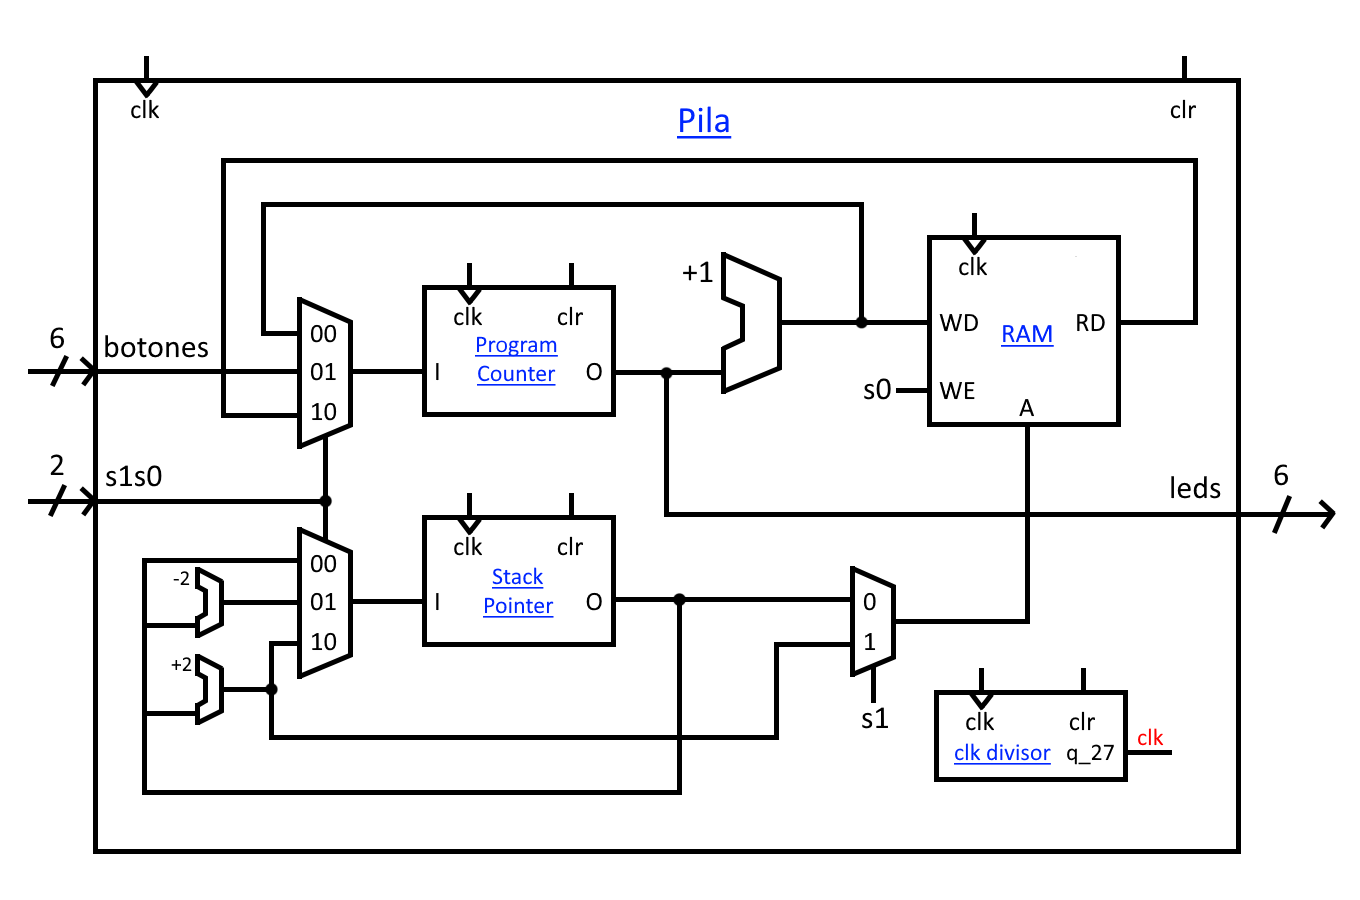 clk
clr
Pila
+1
clk
6
botones
00
01
10
clk
clr
Program
Counter
I
O
WD
RAM
RD
s0
WE
A
2
s1s0
leds
6
00
01
10
-2
+2
clk
clr
Stack
Pointer
I
O
0
1
s1
clk
clr
clk divisor
q_27
clk